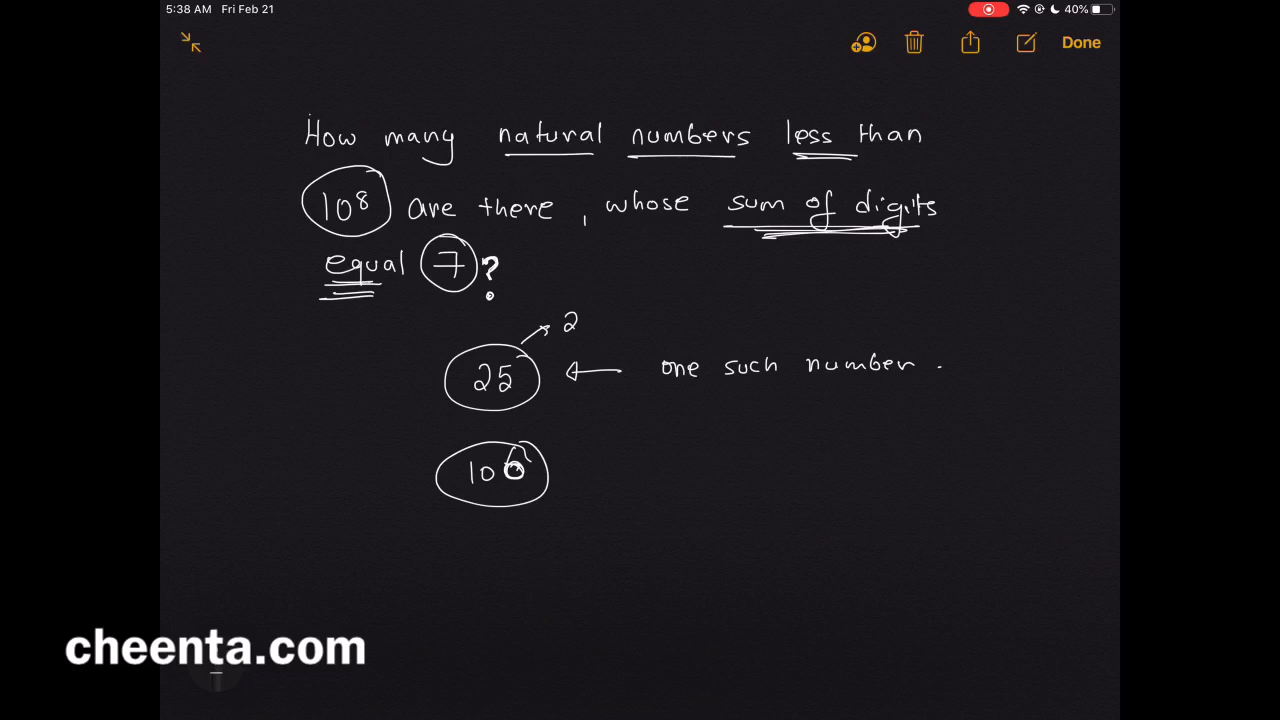 5:38 AM Fri Feb 21
40%
Done
How many natural numbers less than
10⁸ are there, whose sum of digits
equal 7?
2
25 ← one such number.
106
cheenta.com